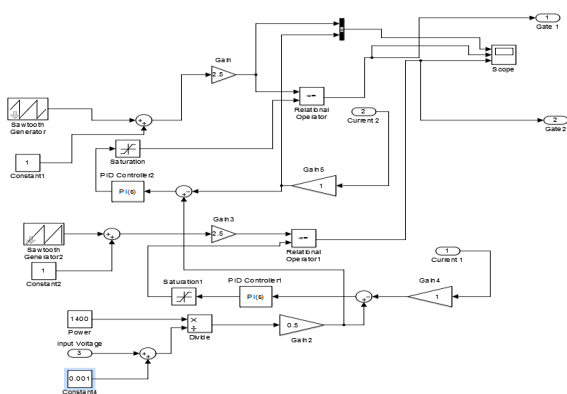 1
Gate 1
Gain
2.5
Scope
Sawtooth
Generator
Relational
Operator
2
Current 2
2
Gate2
1
Constant1
Saturation
PID Controller2
PI(s)
Gain5
1
Gain3
2.5
Sawtooth
Generator2
Relational
Operator1
1
Constant2
1
Current 1
Saturation1
PID Controller1
PI(s)
Gain4
1
1400
Power
Divide
0.5
Gain2
Input Voltage
3
0.001
Constant4